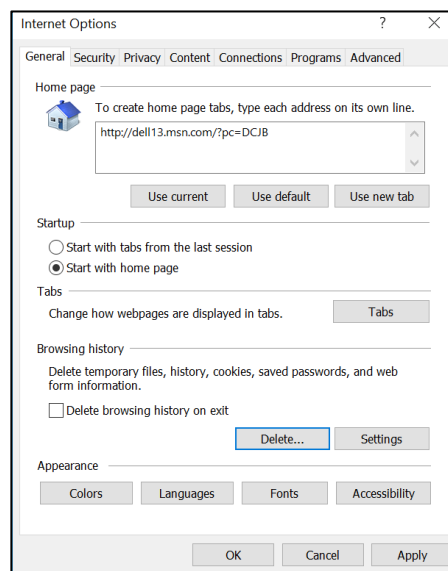 Internet Options ?
General Security Privacy Content Connections Programs Advanced
Home page
To create home page tabs, type each address on its own line.
http://dell13.msn.com/?pc=DCJB
Use current Use default Use new tab
Startup
Start with tabs from the last session
Start with home page
Tabs
Change how webpages are displayed in tabs. Tabs
Browsing history
Delete temporary files, history, cookies, saved passwords, and web
form information.
Delete browsing history on exit
Delete... Settings
Appearance
Colors Languages Fonts Accessibility
OK Cancel Apply